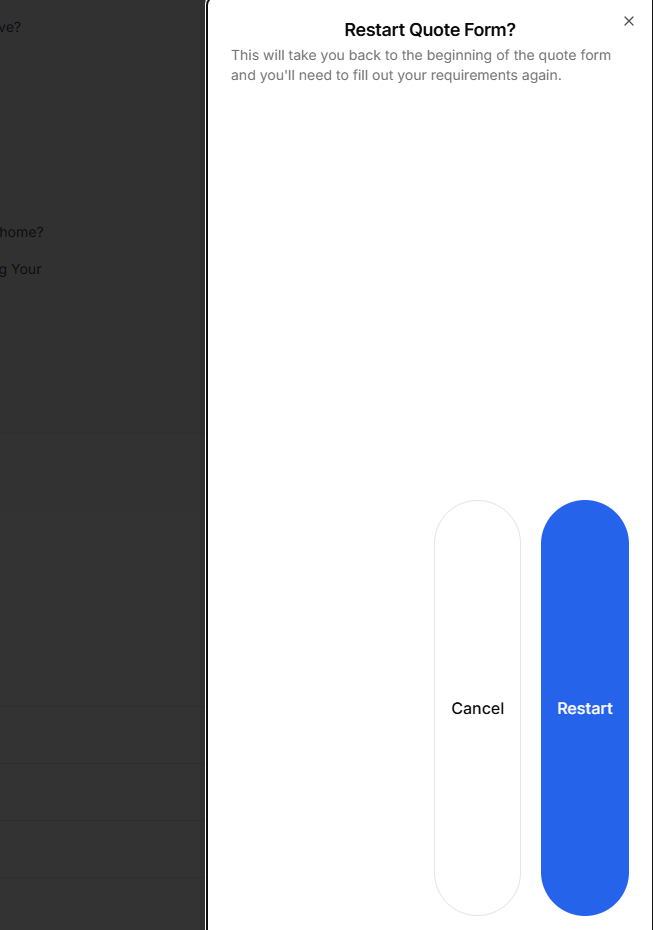 ve?
Restart Quote Form?
This will take you back to the beginning of the quote form
and you'll need to fill out your requirements again.
home?
g Your
Cancel
Restart